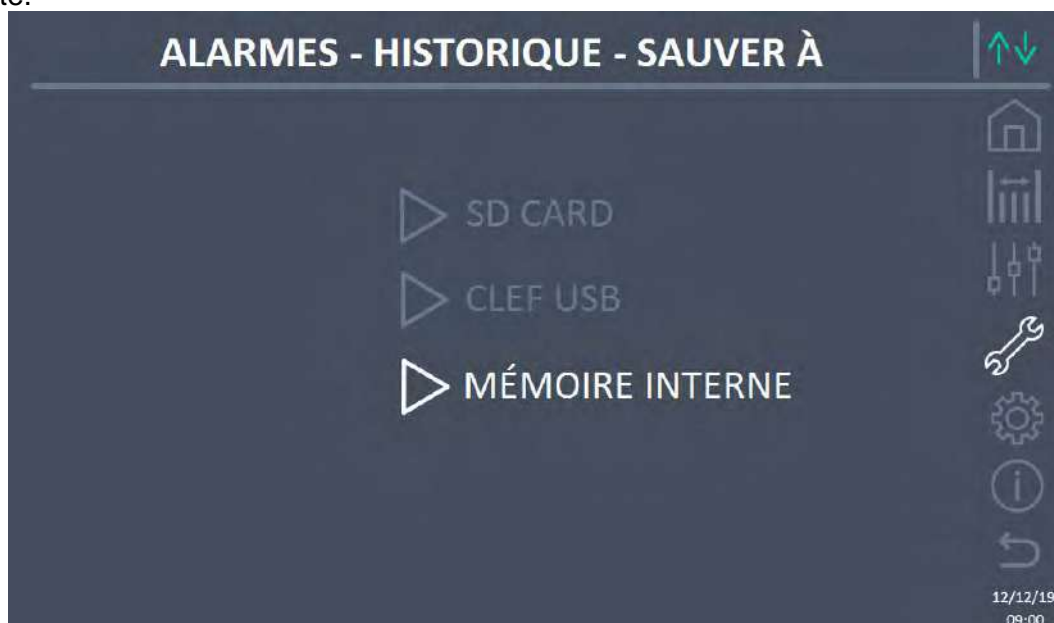 ALARMES - HISTORIQUE - SAUVER À
SD CARD
CLEF USB
MÉMOIRE INTERNE
12/12/19
09:00